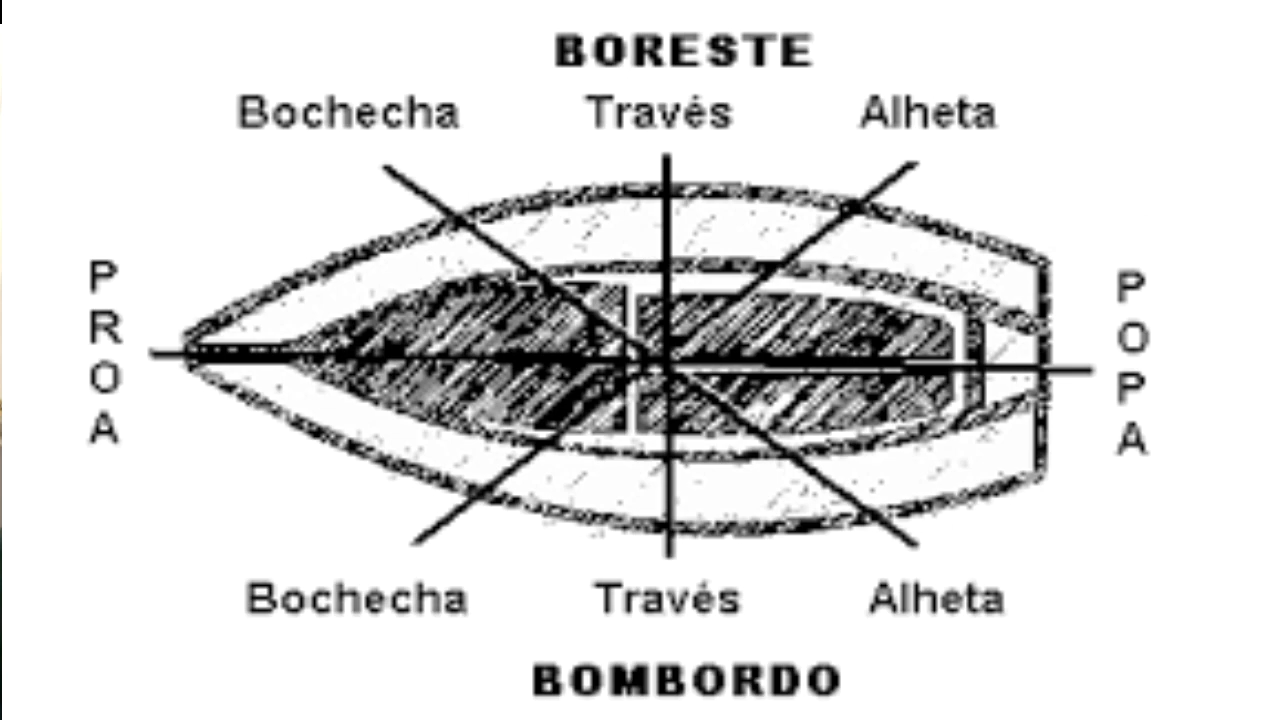 BORESTE
Bochecha Través Alheta
PROA
POPA
Bochecha Través Alheta
BOMBORDO